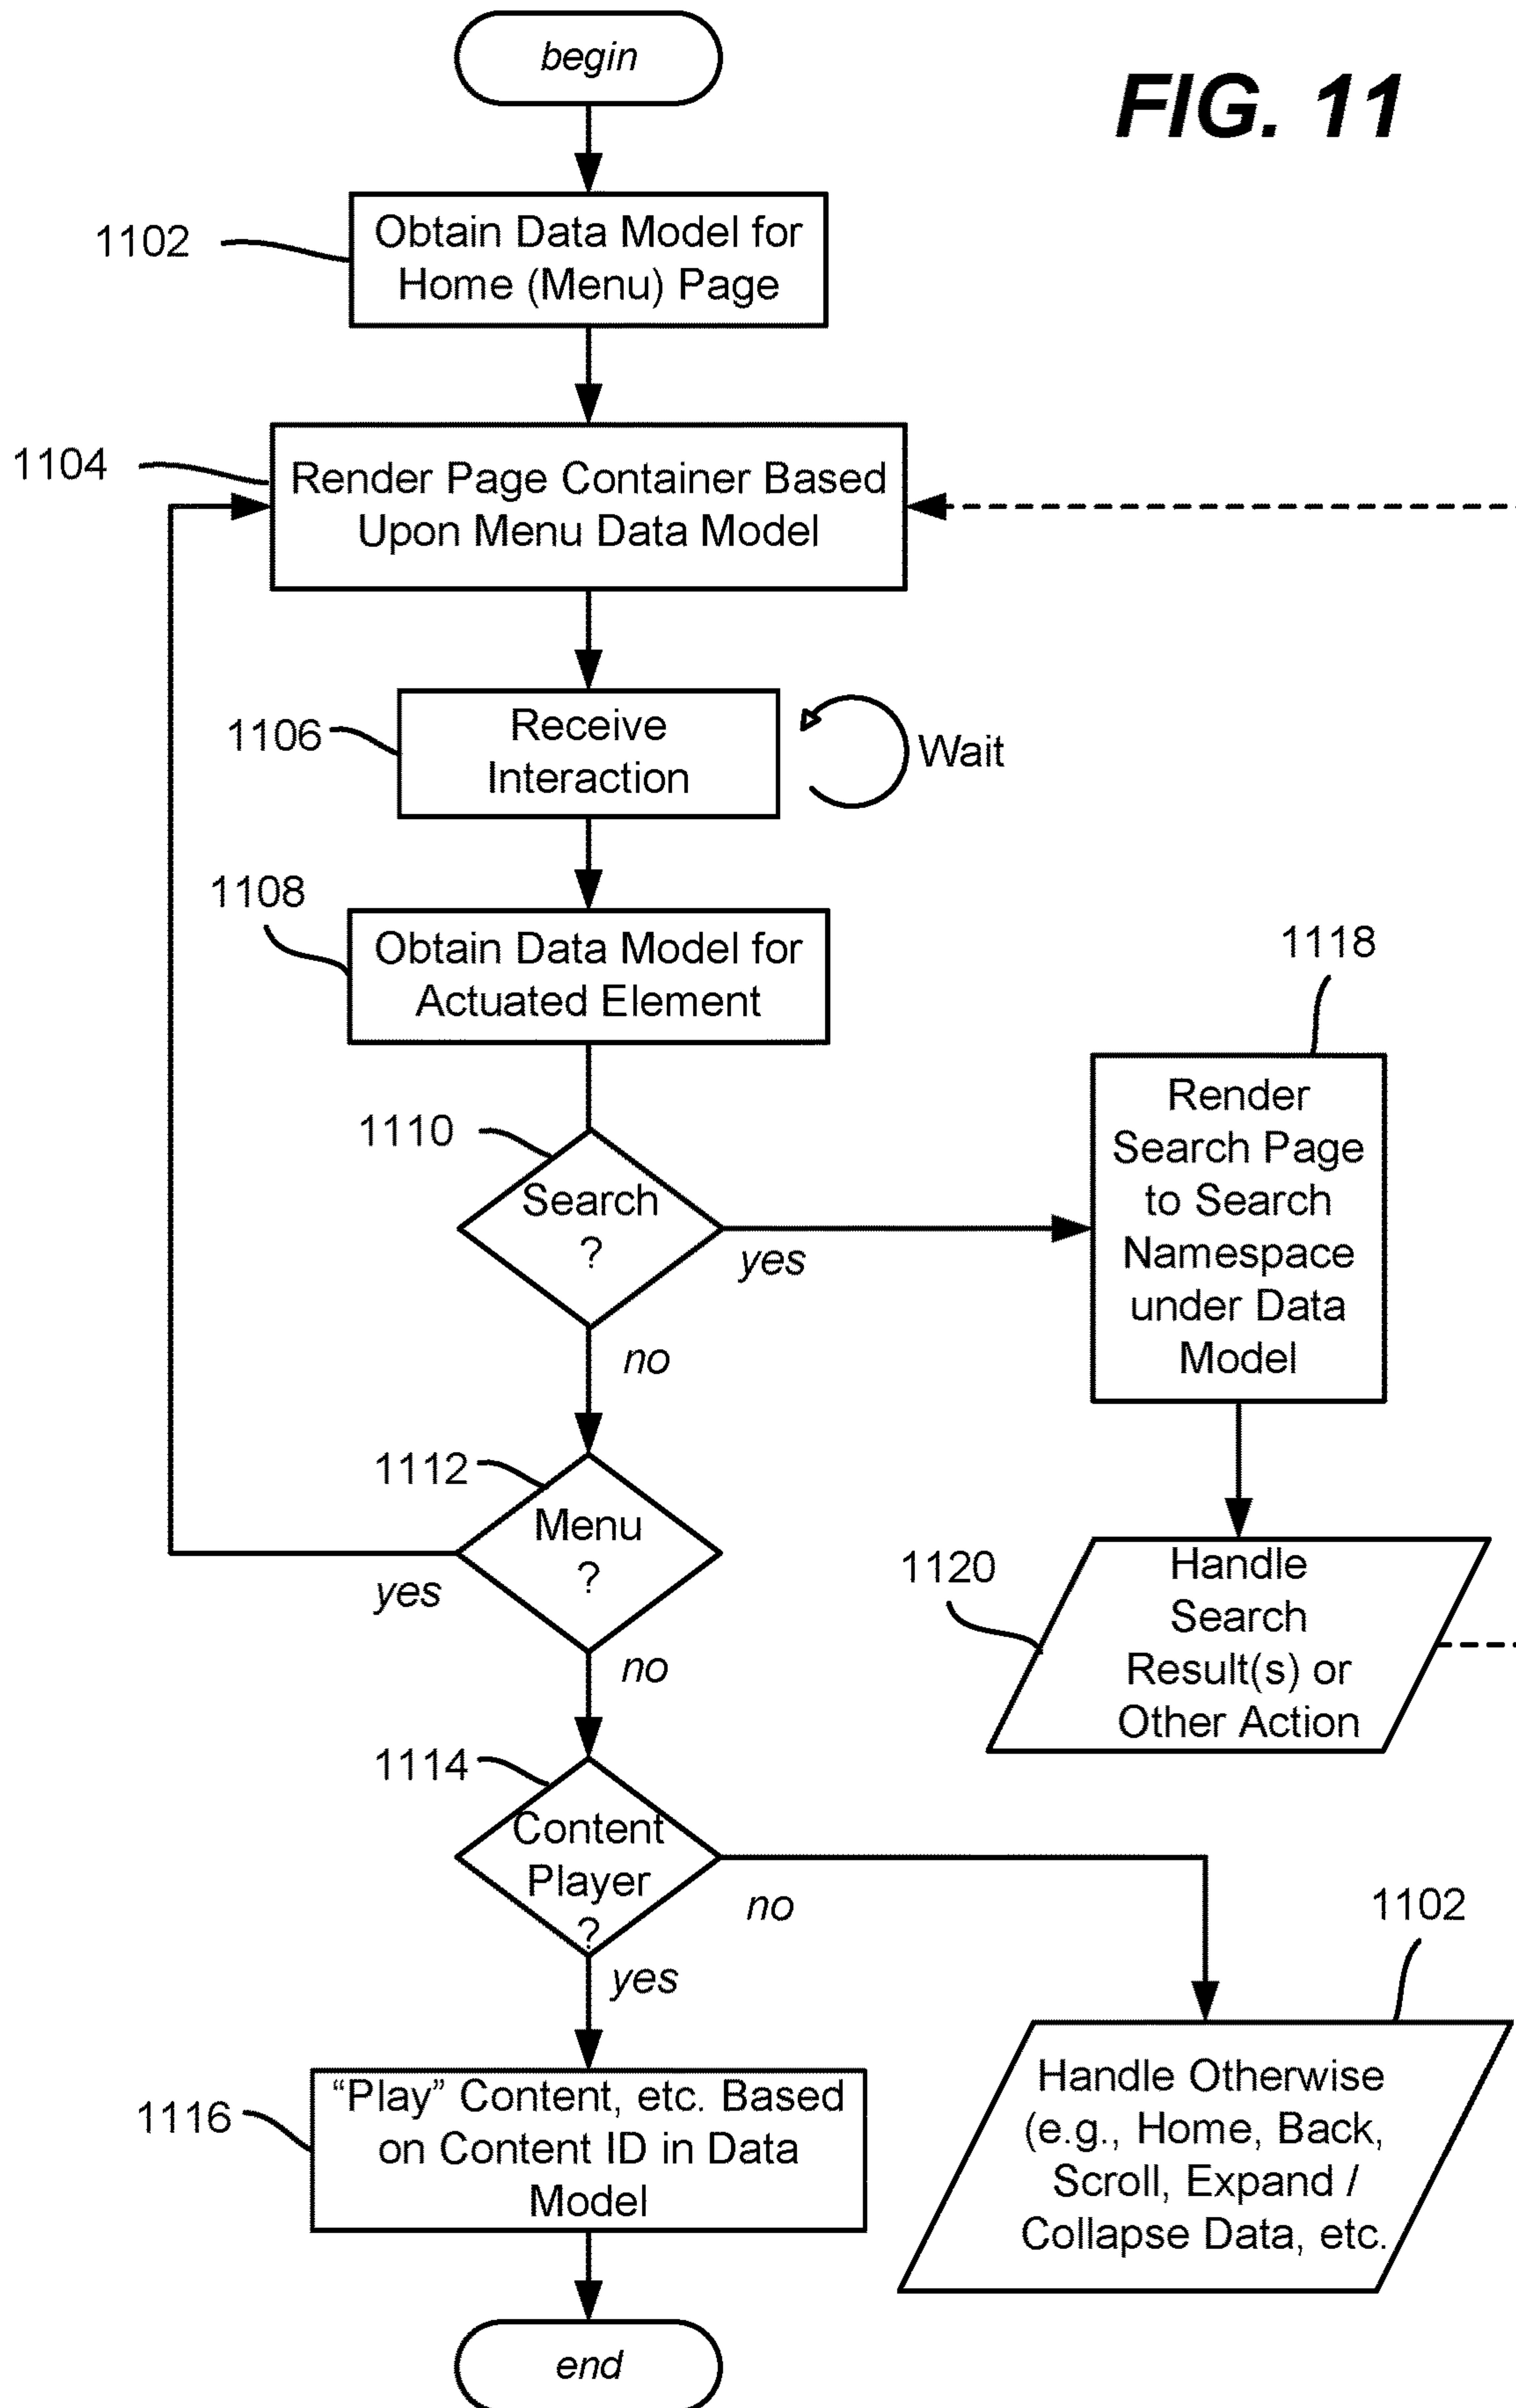 begin
FIG. 11
1102
Obtain Data Model for
Home (Menu) Page
1104
Render Page Container Based
Upon Menu Data Model
1106
Receive
Interaction
Wait
1108
Obtain Data Model for
Actuated Element
1110
Search
?
yes
no
1118
Render
Search Page
to Search
Namespace
under Data
Model
1112
Menu
?
yes
no
1120
Handle
Search
Result(s) or
Other Action
1114
Content
Player
?
no
yes
1102
Handle Otherwise
(e.g., Home, Back,
Scroll, Expand /
Collapse Data, etc.
1116
“Play” Content, etc. Based
on Content ID in Data
Model
end